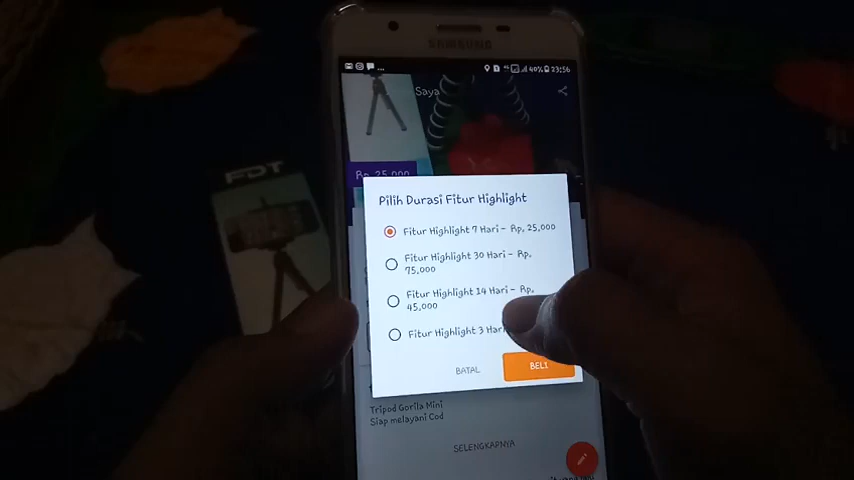 SAMSUNG
40% 23:56
Saya
Rp. 25.000
FDT
Pilih Durasi Fitur Highlight
Fitur Highlight 7 Hari - Rp. 25,000
Fitur Highlight 30 Hari - Rp.
75,000
Fitur Highlight 14 Hari - Rp.
45,000
Fitur Highlight 3 Hari
BATAL
BELI
Tripod Gorila Mini
Siap melayani Cod
SELENGKAPNYA